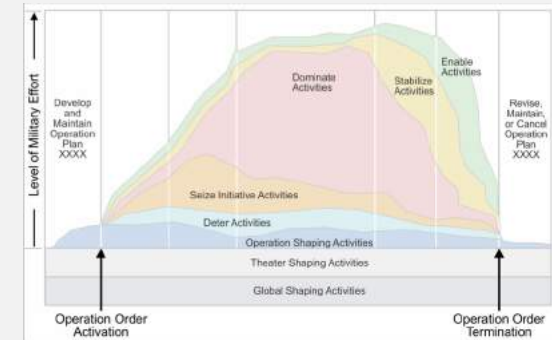 Level of Military Effort
Develop
and
Maintain
Operation
Plan
XXXX
Dominate
Activities
Stabilize
Activities
Enable
Activities
Revise,
Maintain,
or Cancel
Operation
Plan
XXXX
Seize Initiative Activities
Deter Activities
Operation Shaping Activities
Theater Shaping Activities
Global Shaping Activities
Operation Order
Activation
Operation Order
Termination